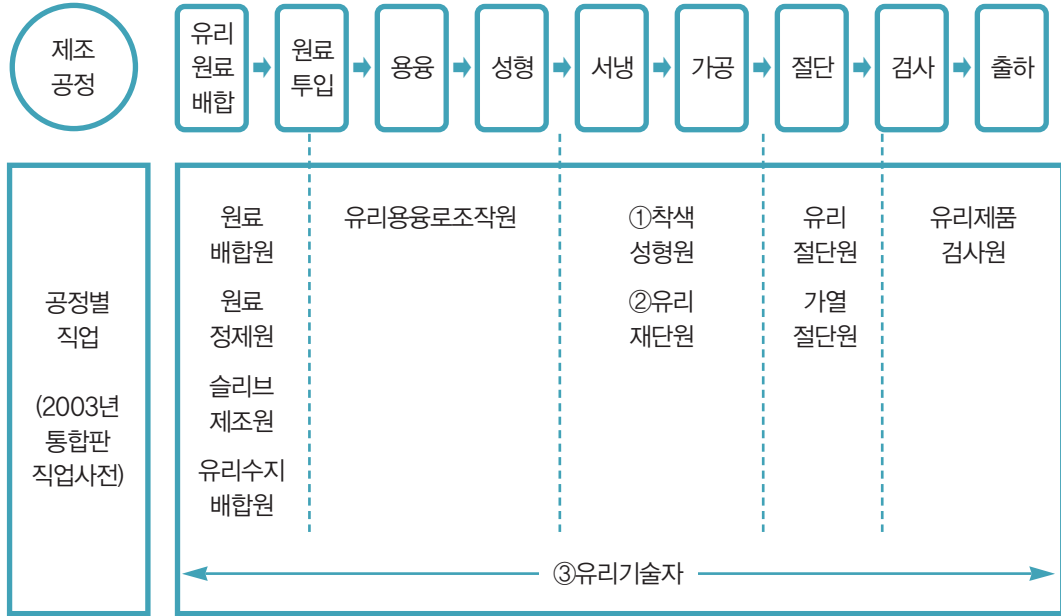 제조
공정
유리
원료
배합
원료
투입
용융
성형
서냉
가공
절단
검사
출하
공정별
직업
(2003년
통합판
직업사전)
원료
배합원
원료
정제원
슬리브
제조원
유리수지
배합원
유리용융로조작원
①착색
성형원
②유리
재단원
유리
절단원
가열
절단원
유리제품
검사원
③유리기술자